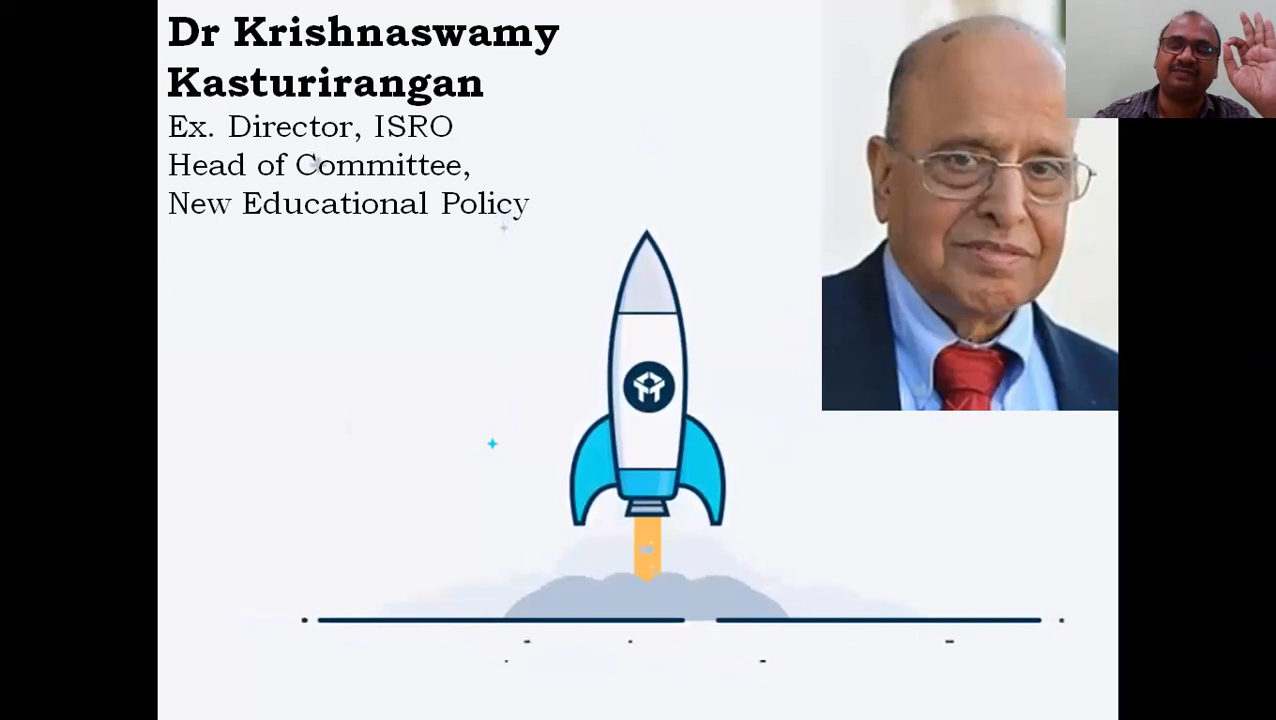 Dr Krishnaswamy
Kasturirangan
Ex. Director, ISRO
Head of Committee,
New Educational Policy